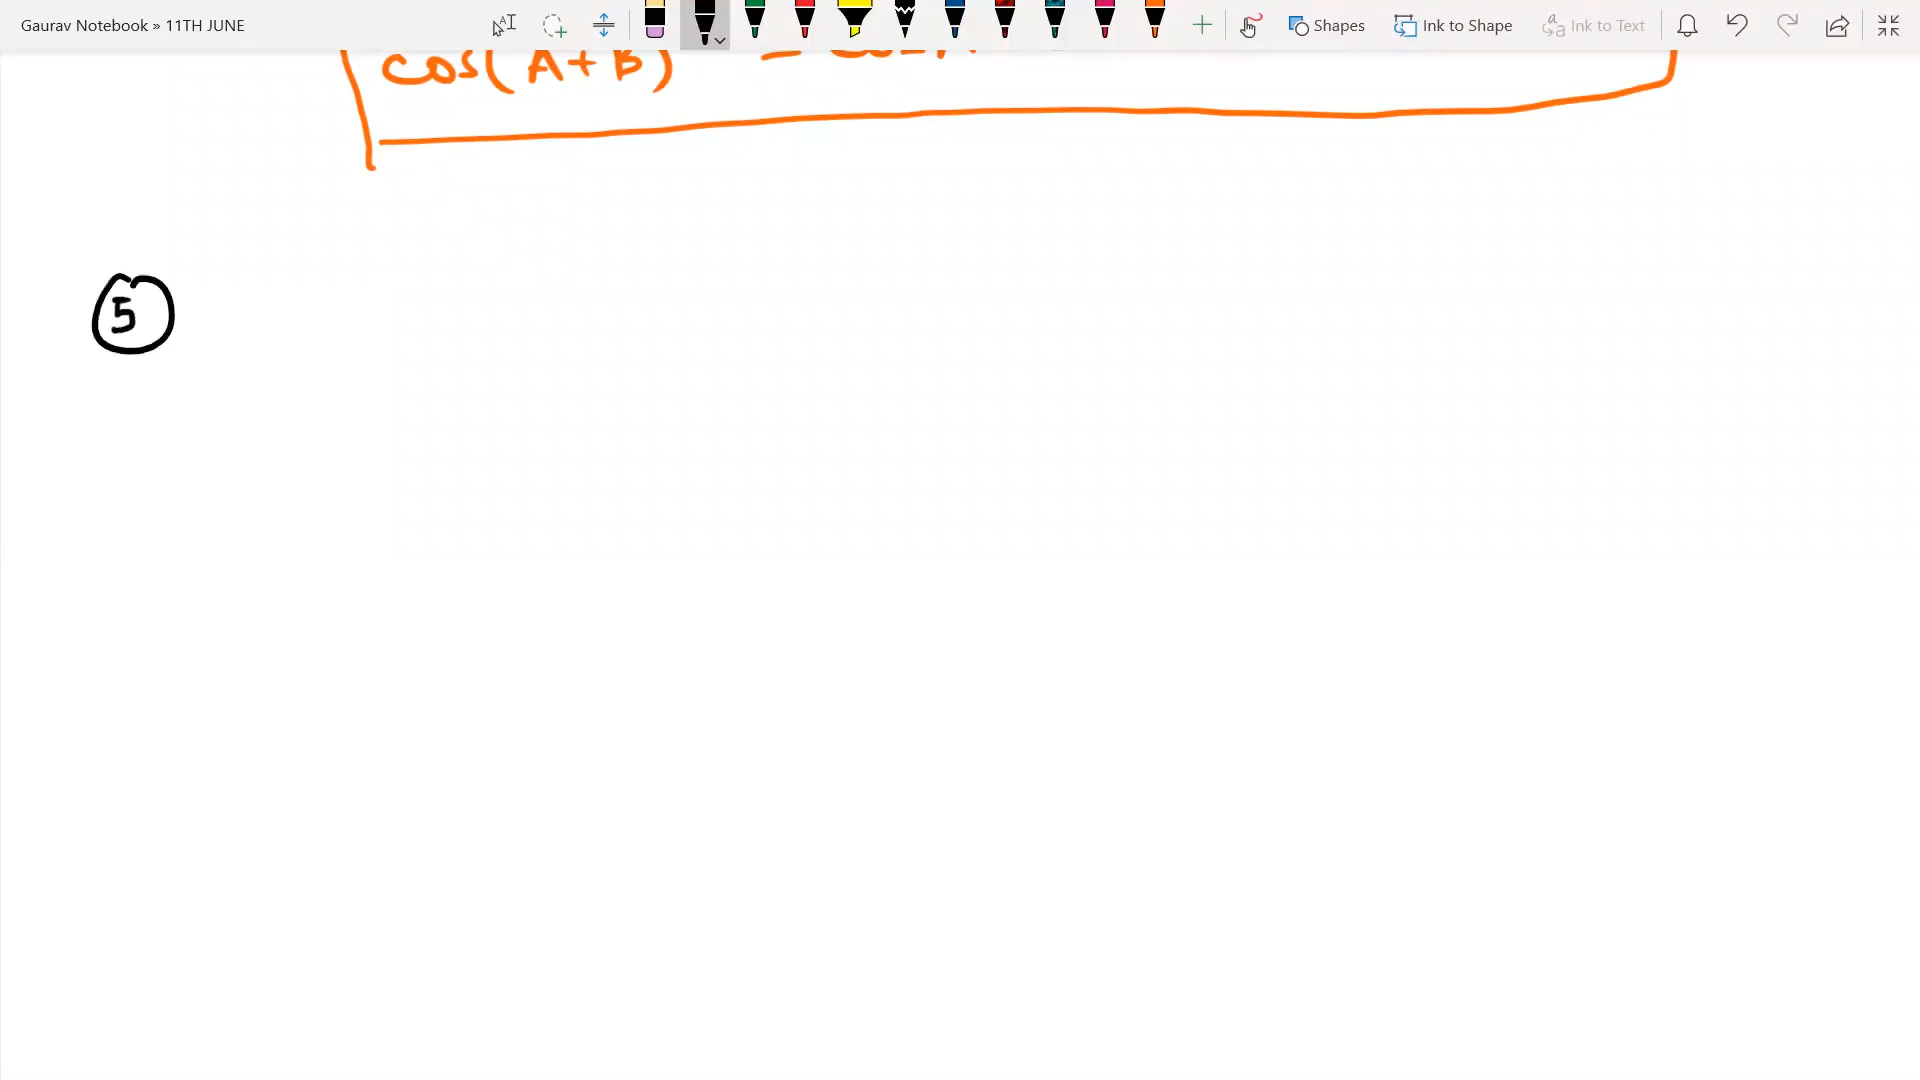 Gaurav Notebook » 11TH JUNE
Shapes
Ink to Shape
Ink to Text
cos(A+B) =
5